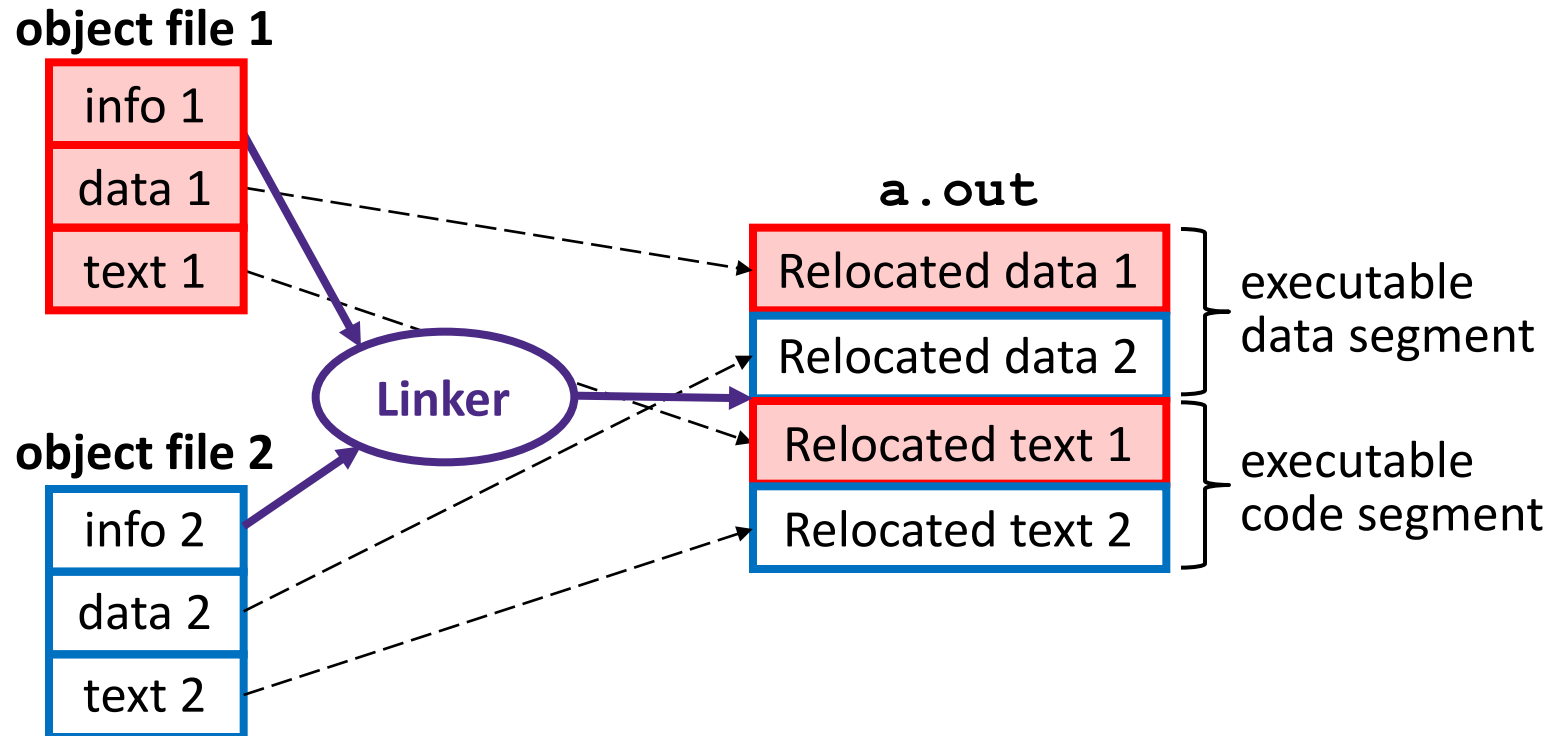 object file 1
info 1
data 1
text 1
object file 2
info 2
data 2
text 2
Linker
a.out
Relocated data 1
Relocated data 2
Relocated text 1
Relocated text 2
executable
data segment
executable
code segment